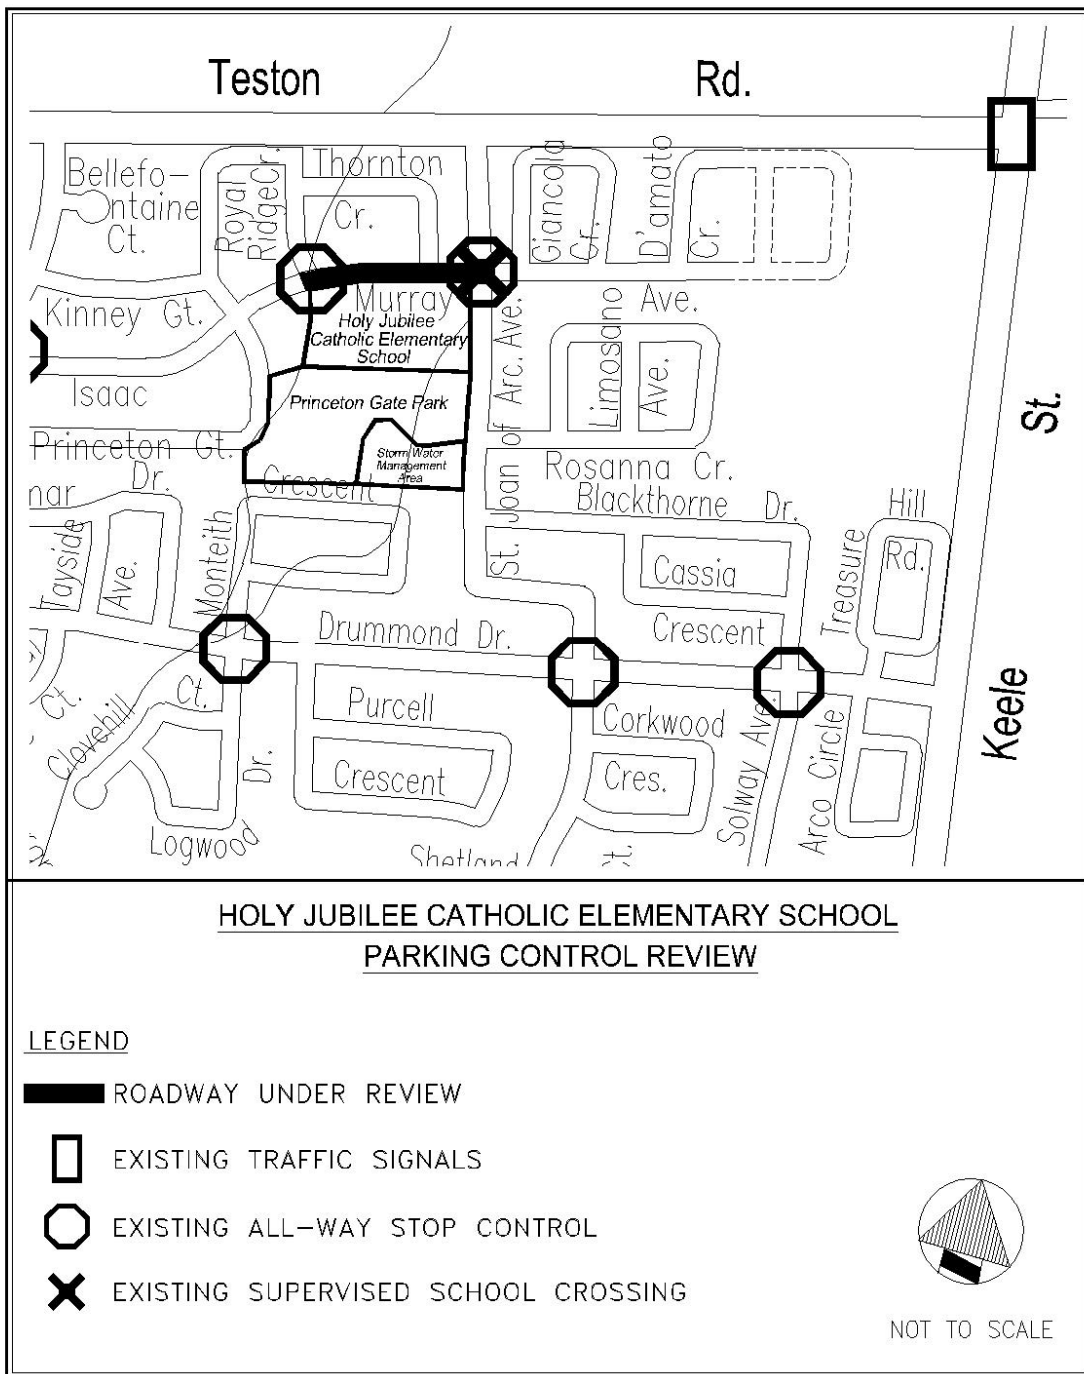 Teston Rd.
Bellefo-
ntaine
Ct.
Royal
Ridge Cr.
Thornton
Cr.
Giancola
Cr.
D'amato
Cr.
Kinney Gt.
Murray Ave.
Holy Jubilee
Catholic Elementary
School
Isaac
Princeton Gate Park
St. Joan of Arc. Ave.
Limosano
Ave.
Keele St.
Princeton Gt.
Storm Water
Management
Area
Rosanna Cr.
Dr.
Crescent
Blackthorne Dr.
Hill
Rd.
nar
Tayside
Ave.
Monteith
Cassia
Crescent
Treasure
Drummond Dr.
Ct.
Ct.
Clovehill
Purcell
Crescent
Corkwood
Cres.
Solway Ave.
Arco Circle
Dr.
Logwood
Shetland
Ct.
HOLY JUBILEE CATHOLIC ELEMENTARY SCHOOL
PARKING CONTROL REVIEW
LEGEND
ROADWAY UNDER REVIEW
EXISTING TRAFFIC SIGNALS
EXISTING ALL-WAY STOP CONTROL
EXISTING SUPERVISED SCHOOL CROSSING
NOT TO SCALE